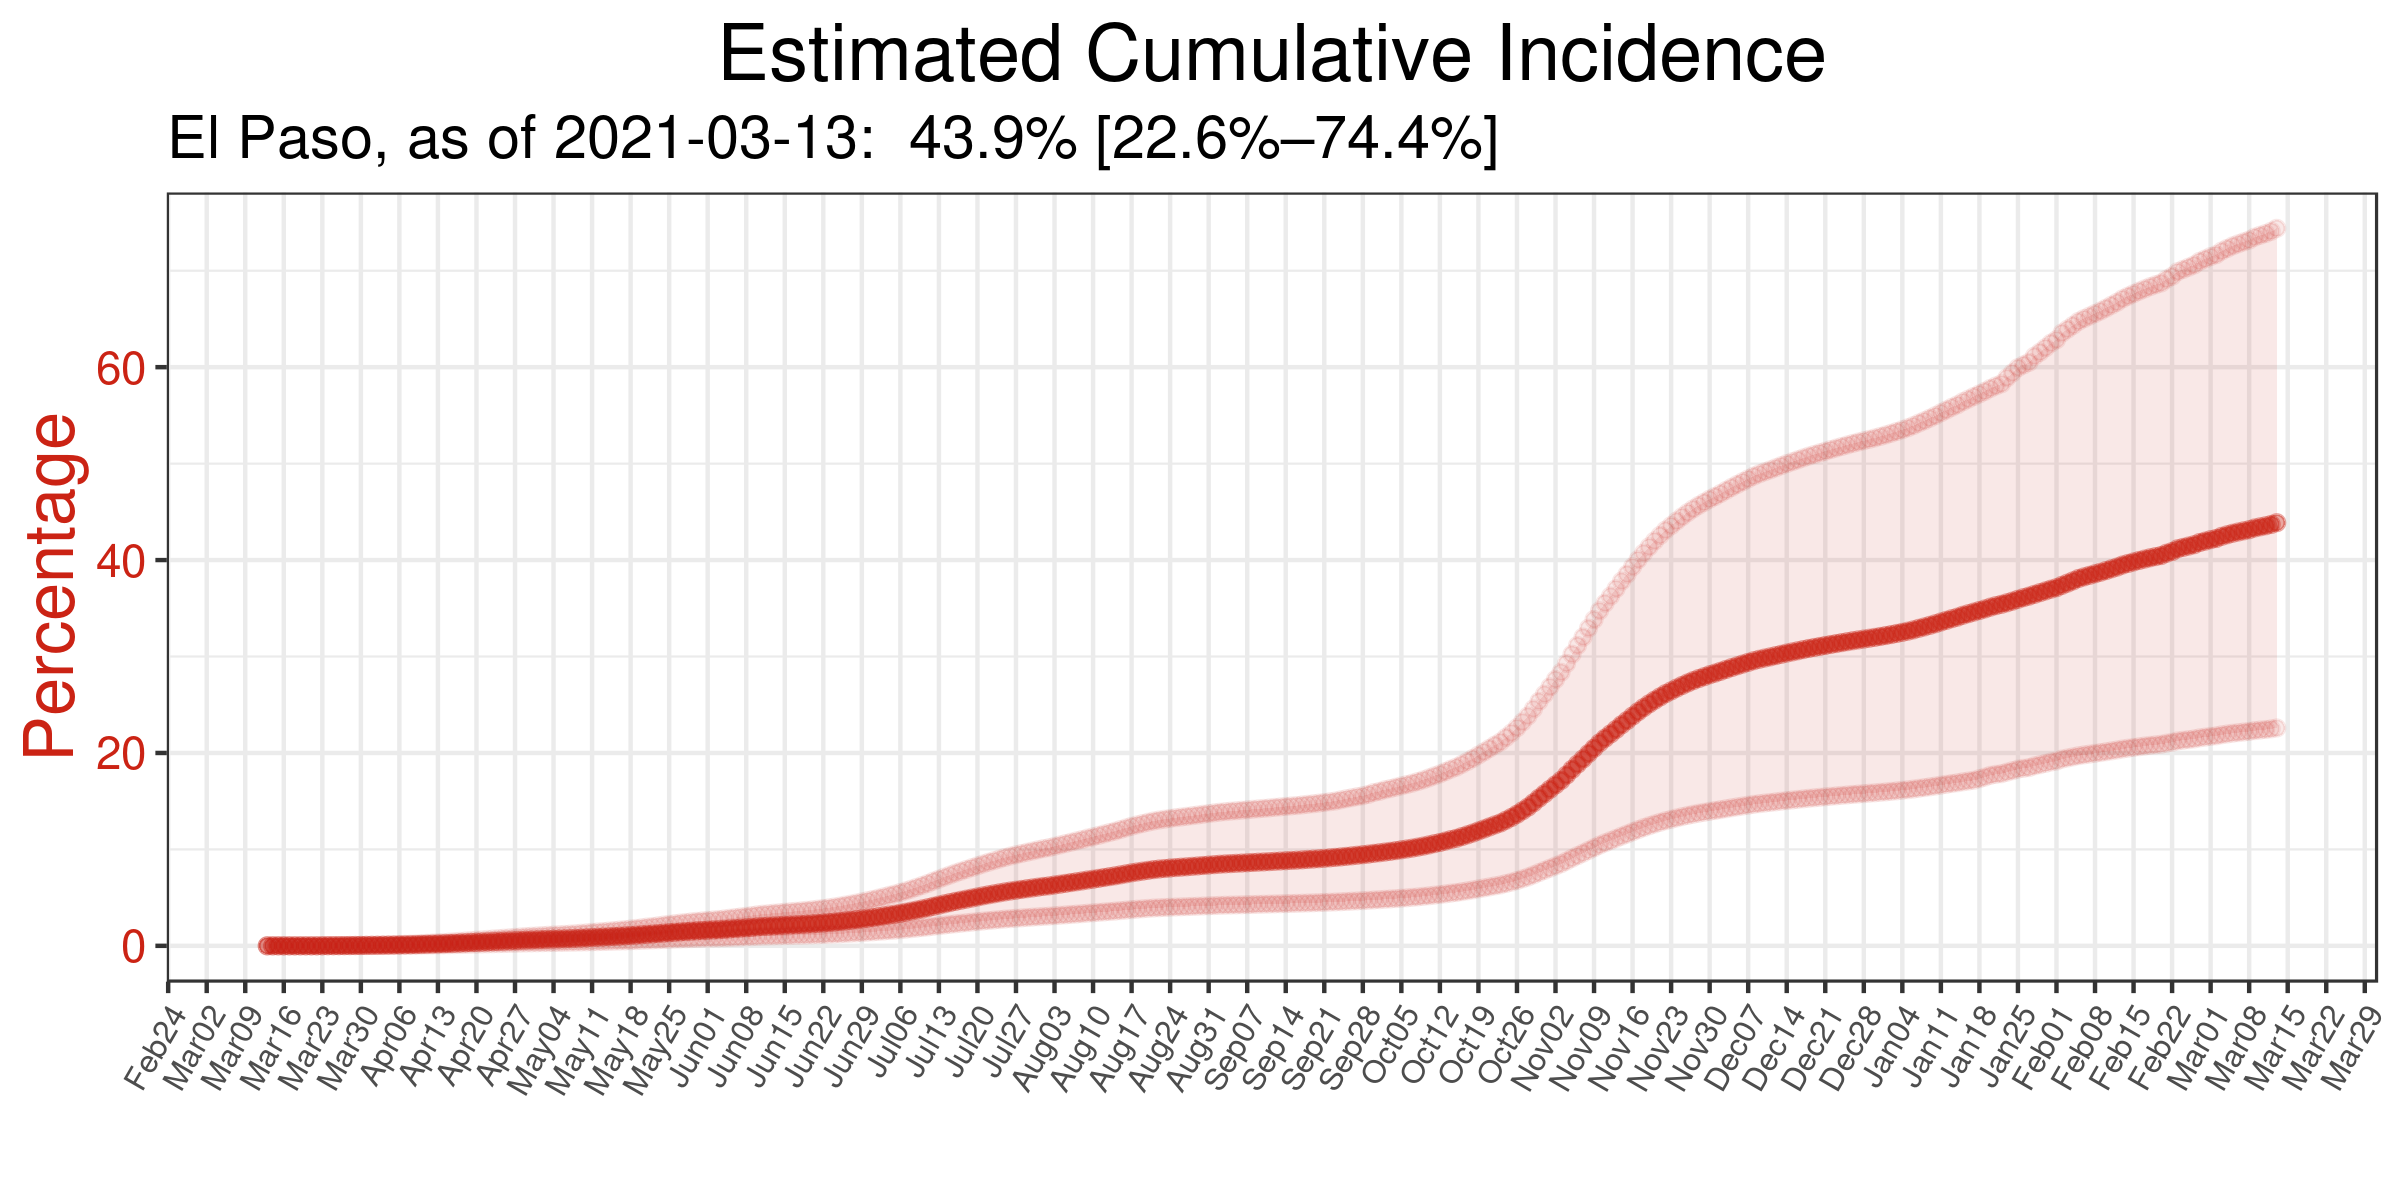 Estimated Cumulative Incidence
El Paso, as of 2021-03-13:  43.9% [22.6%–74.4%]
Percentage
60
40
20
0
Feb24
Mar02
Mar09
Mar16
Mar23
Mar30
Apr06
Apr13
Apr20
Apr27
May04
May11
May18
May25
Jun01
Jun08
Jun15
Jun22
Jun29
Jul06
Jul13
Jul20
Jul27
Aug03
Aug10
Aug17
Aug24
Aug31
Sep07
Sep14
Sep21
Sep28
Oct05
Oct12
Oct19
Oct26
Nov02
Nov09
Nov16
Nov23
Nov30
Dec07
Dec14
Dec21
Dec28
Jan04
Jan11
Jan18
Jan25
Feb01
Feb08
Feb15
Feb22
Mar01
Mar08
Mar15
Mar22
Mar29